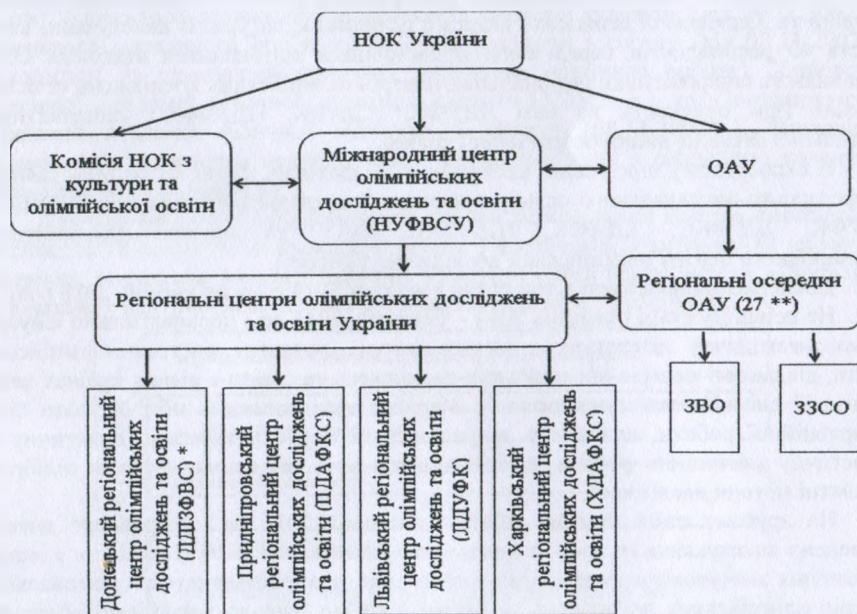 НОК України
Комісія НОК з
культури та
олімпійської освіти
Міжнародний центр
олімпійських
досліджень та освіти
(НУФВСУ)
ОАУ
Регіональні центри олімпійських досліджень
та освіти України
Регіональні осередки
ОАУ (27 **)
Донецький регіональний
центр олімпійських
досліджень та освіти
Придніпровський
регіональний центр
олімпійських досліджень
та освіти (ПДАФКС)
Львівський регіональний
центр олімпійських
досліджень та освіти
(ЛДУФК)
Харківський
регіональний центр
олімпійських досліджень
та освіти (ХДАФКС)
ЗВО
ЗЗСО